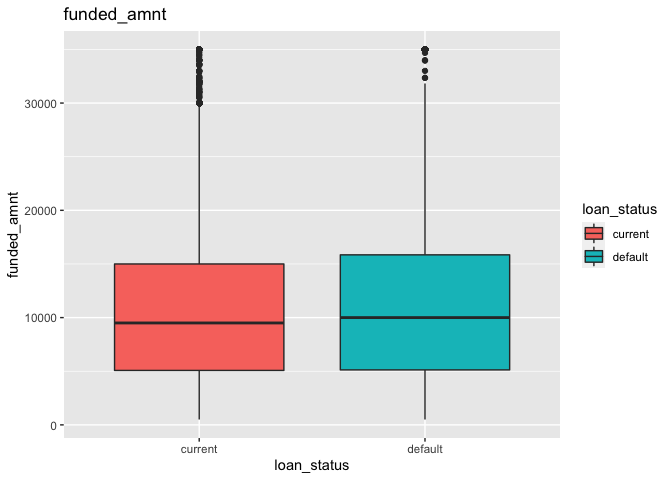 funded_amnt
funded_amnt
30000
20000
10000
0
current
default
loan_status
loan_status
current
default